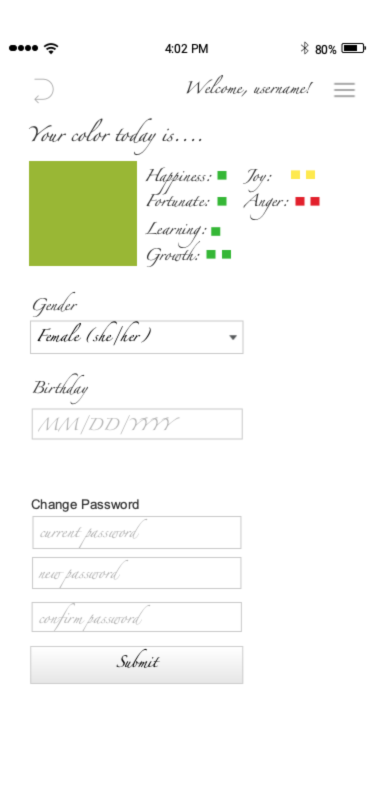 4:02 PM 80%
Welcome, username!
Your color today is....
Happiness: Joy:
Fortunate: Anger:
Learning:
Growth:
Gender
Female (she/her)
Birthday
MM/DD/YYYY
Change Password
current password
new password
confirm password
Submit